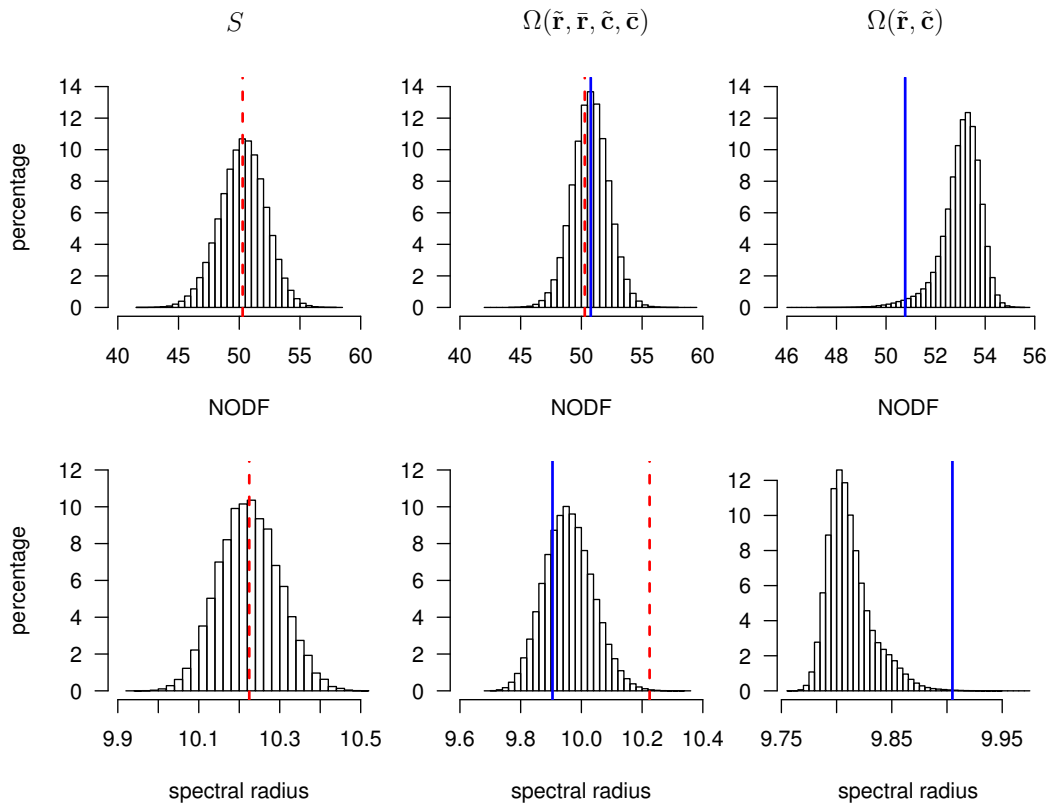 S
Ω(r̃, r̄, c̃, c̄)
Ω(r̃, c̃)
percentage
0 2 4 6 8 10 12 14
40 45 50 55 60
NODF
0 2 4 6 8 10 12 14
40 45 50 55 60
NODF
0 2 4 6 8 10 12 14
46 48 50 52 54 56
NODF
percentage
0 2 4 6 8 10 12
9.9 10.1 10.3 10.5
spectral radius
0 2 4 6 8 10 12
9.6 9.8 10.0 10.2 10.4
spectral radius
0 2 4 6 8 10 12
9.75 9.85 9.95
spectral radius